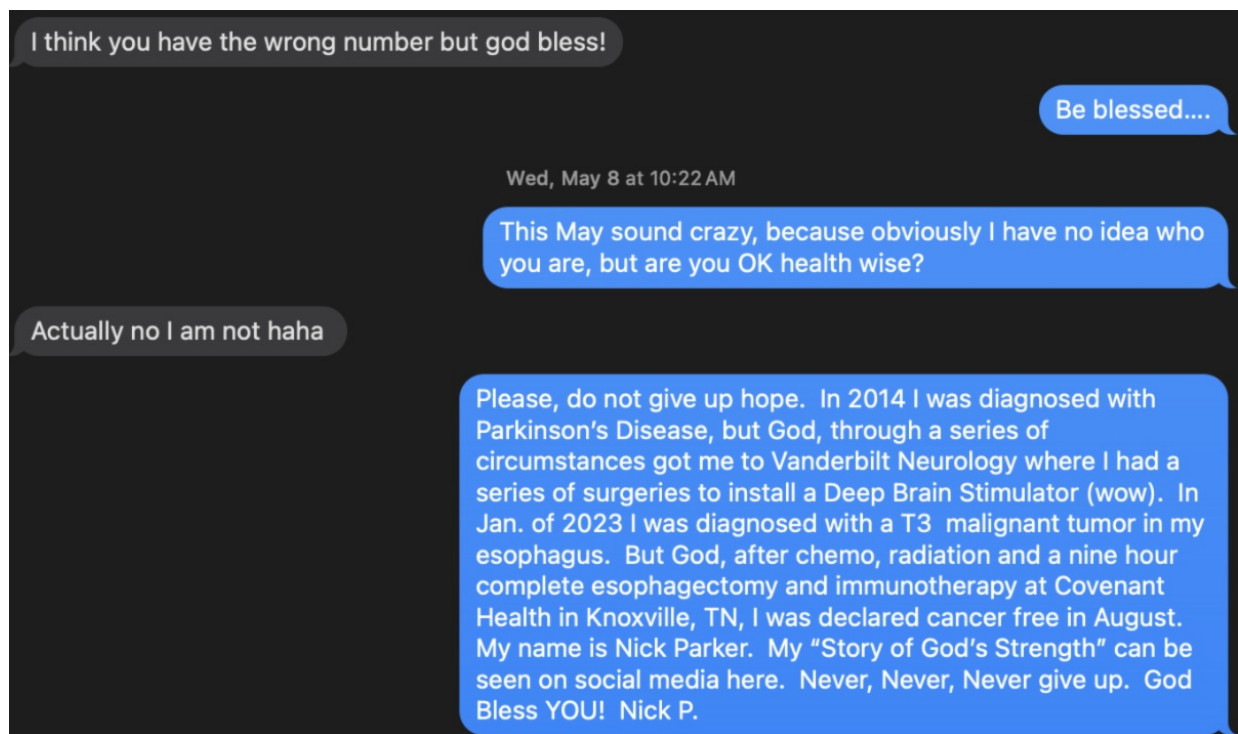 I think you have the wrong number but god bless!
Be blessed....
Wed, May 8 at 10:22 AM
This May sound crazy, because obviously I have no idea who
you are, but are you OK health wise?
Actually no I am not haha
Please, do not give up hope.  In 2014 I was diagnosed with
Parkinson's Disease, but God, through a series of
circumstances got me to Vanderbilt Neurology where I had a
series of surgeries to install a Deep Brain Stimulator (wow).  In
Jan. of 2023 I was diagnosed with a T3  malignant tumor in my
esophagus.  But God, after chemo, radiation and a nine hour
complete esophagectomy and immunotherapy at Covenant
Health in Knoxville, TN, I was declared cancer free in August.
My name is Nick Parker.  My “Story of God's Strength” can be
seen on social media here.  Never, Never, Never give up.  God
Bless YOU!  Nick P.